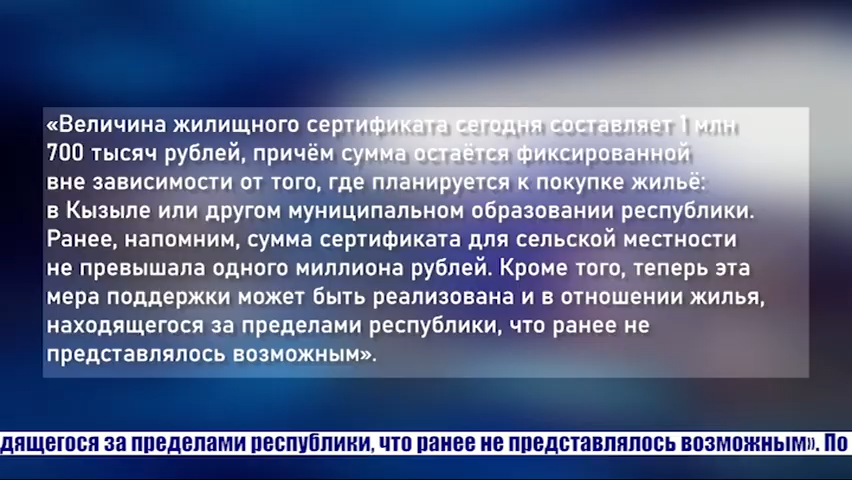 «Величина жилищного сертификата сегодня составляет 1 млн
700 тысяч рублей, причём сумма остаётся фиксированной
вне зависимости от того, где планируется к покупке жильё:
в Кызыле или другом муниципальном образовании республики.
Ранее, напомним, сумма сертификата для сельской местности
не превышала одного миллиона рублей. Кроме того, теперь эта
мера поддержки может быть реализована и в отношении жилья,
находящегося за пределами республики, что ранее не
представлялось возможным».
дящегося за пределами республики, что ранее не представлялось возможным». По